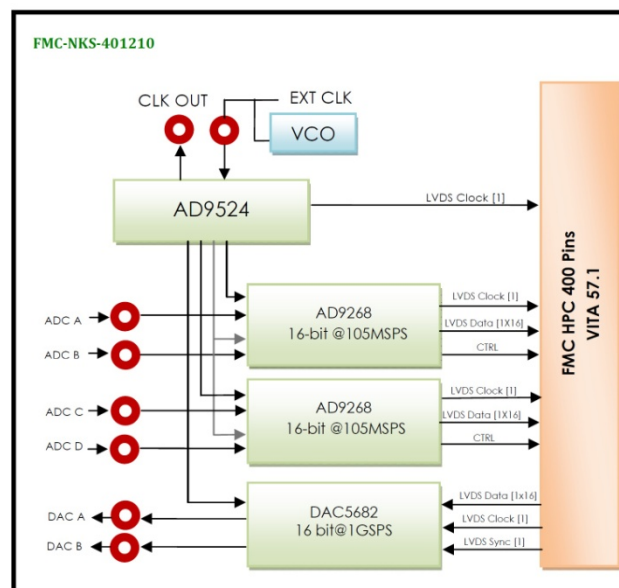 FMC-NKS-401210
CLK OUT
EXT CLK
VCO
AD9524
LVDS Clock [1]
FMC HPC 400 Pins
VITA 57.1
ADC A
ADC B
AD9268
16-bit @105MSPS
LVDS Clock [1]
LVDS Data [1X16]
CTRL
ADC C
ADC D
AD9268
16-bit @105MSPS
LVDS Clock [1]
LVDS Data [1X16]
CTRL
DAC A
DAC B
DAC5682
16 bit@1GSPS
LVDS Data [1x16]
LVDS Clock [1]
LVDS Sync [1]